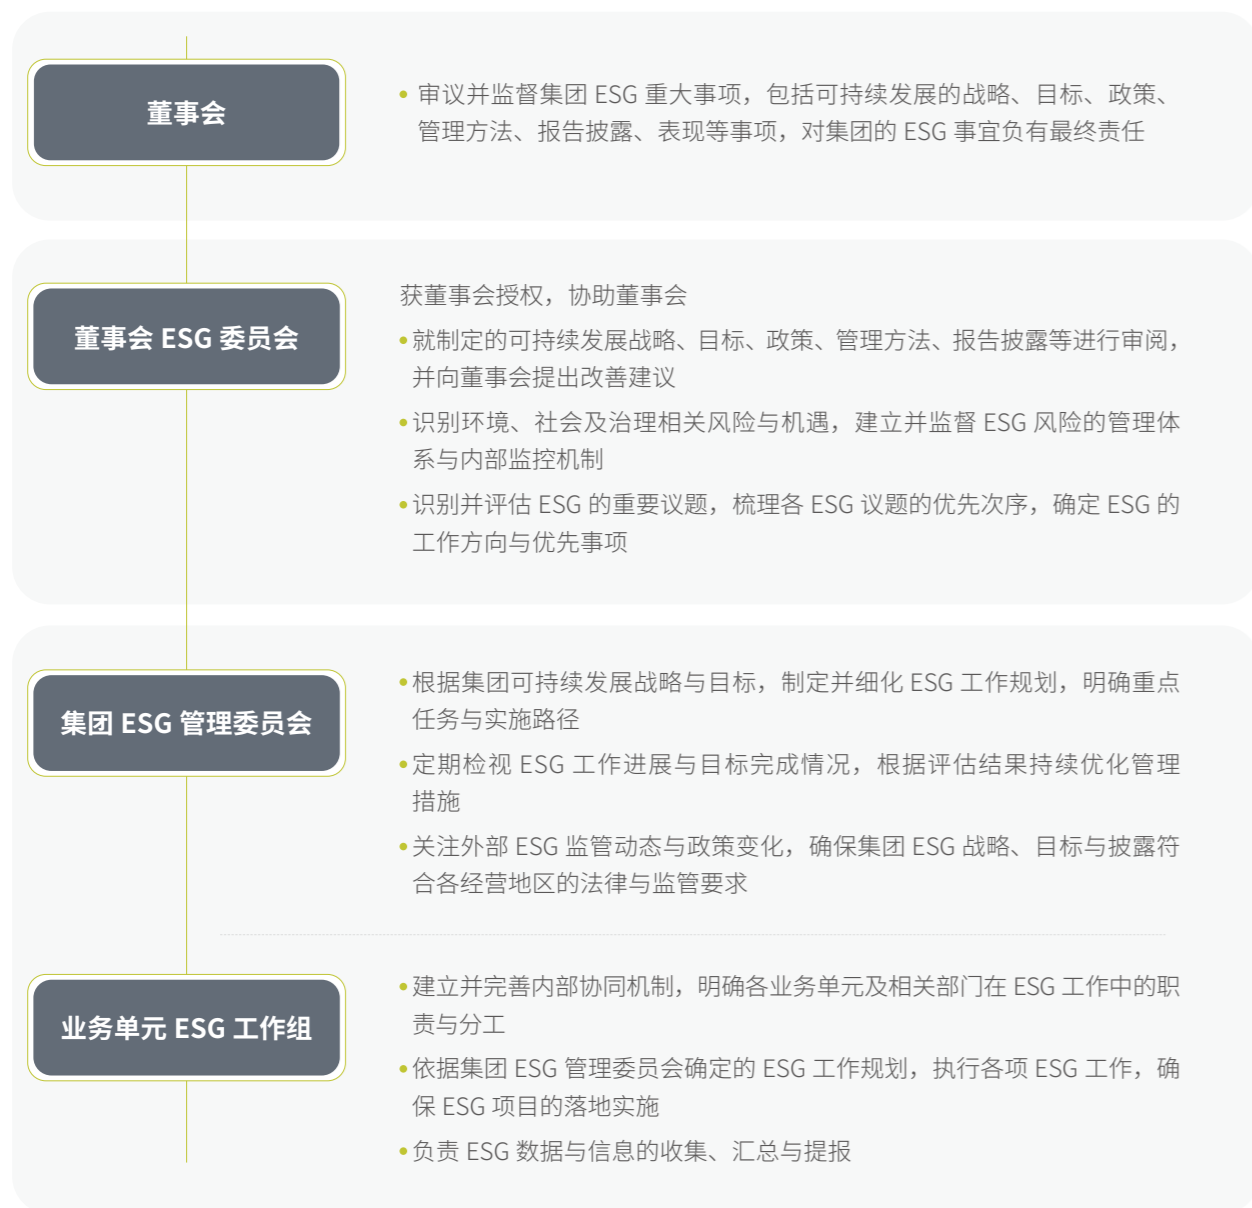 董事会
• 审议并监督集团 ESG 重大事项，包括可持续发展的战略、目标、政策、
管理方法、报告披露、表现等事项，对集团的 ESG 事宜负有最终责任
董事会 ESG 委员会
获董事会授权，协助董事会
• 就制定的可持续发展战略、目标、政策、管理方法、报告披露等进行审阅，
并向董事会提出改善建议
• 识别环境、社会及治理相关风险与机遇，建立并监督 ESG 风险的管理体
系与内部监控机制
• 识别并评估 ESG 的重要议题，梳理各 ESG 议题的优先次序，确定 ESG 的
工作方向与优先事项
集团 ESG 管理委员会
• 根据集团可持续发展战略与目标，制定并细化 ESG 工作规划，明确重点
任务与实施路径
• 定期检视 ESG 工作进展与目标完成情况，根据评估结果持续优化管理
措施
• 关注外部 ESG 监管动态与政策变化，确保集团 ESG 战略、目标与披露符
合各经营地区的法律与监管要求
业务单元 ESG 工作组
• 建立并完善内部协同机制，明确各业务单元及相关部门在 ESG 工作中的职
责与分工
• 依据集团 ESG 管理委员会确定的 ESG 工作规划，执行各项 ESG 工作，确
保 ESG 项目的落地实施
• 负责 ESG 数据与信息的收集、汇总与提报